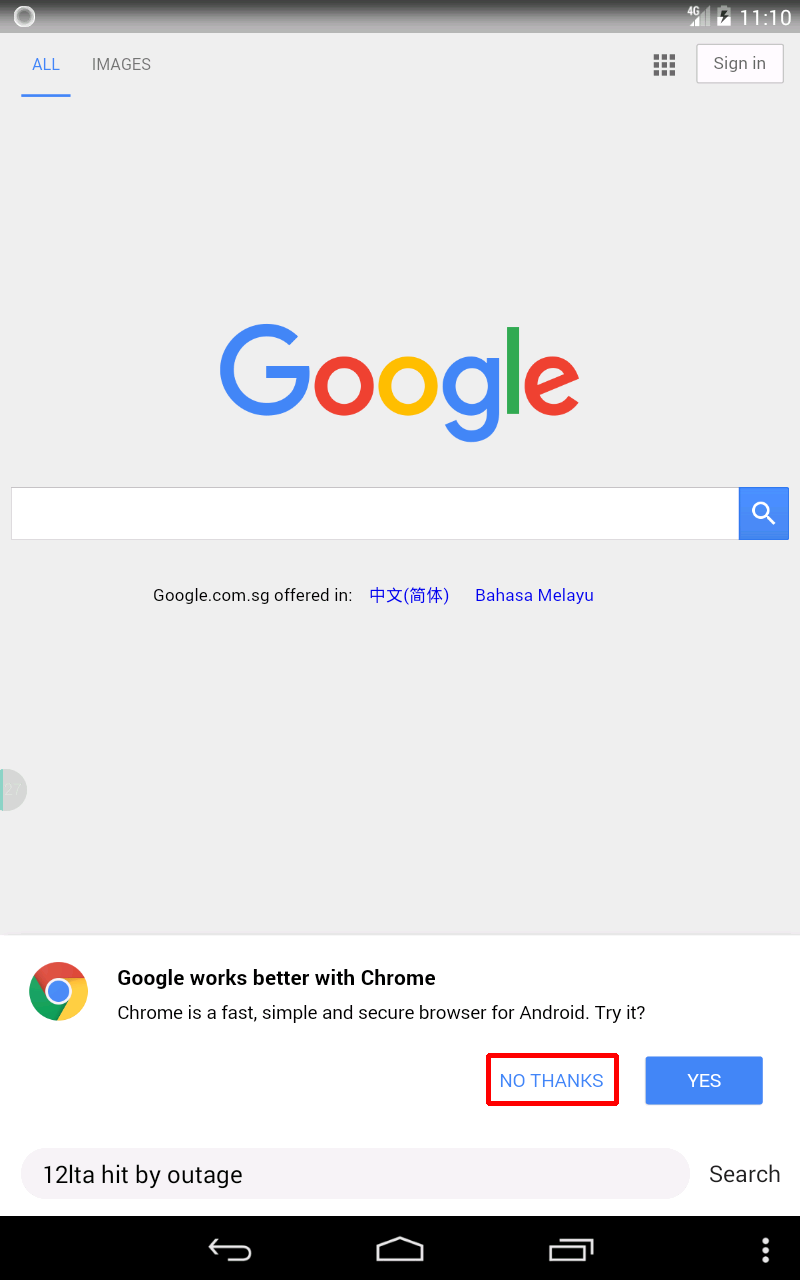 4G 11:10
ALL IMAGES Sign in
Google
Google.com.sg offered in: 中文(简体) Bahasa Melayu
Google works better with Chrome
Chrome is a fast, simple and secure browser for Android. Try it?
NO THANKS YES
12lta hit by outage Search